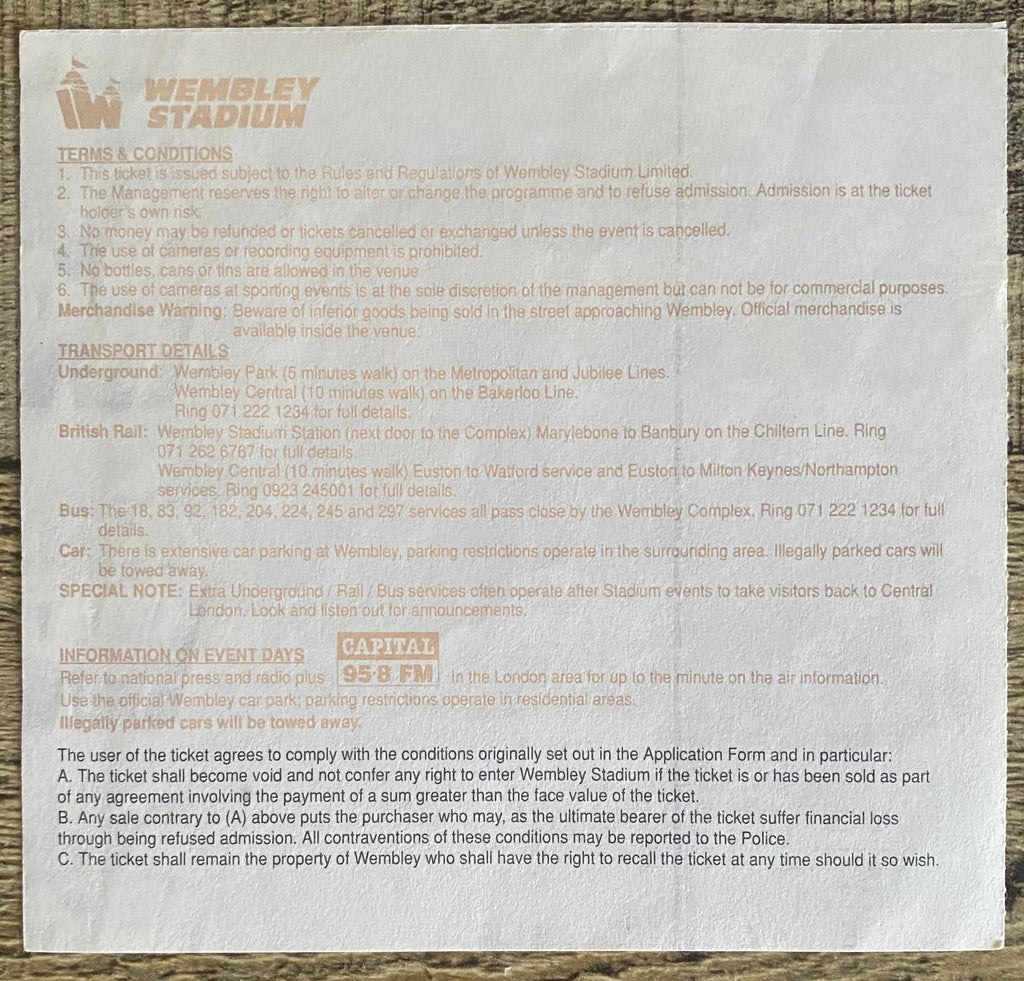 WEMBLEY
STADIUM
TERMS & CONDITIONS
1. This ticket is issued subject to the Rules and Regulations of Wembley Stadium Limited.
2. The Management reserves the right to alter or change the programme and to refuse admission. Admission is at the ticket
holder's own risk.
3. No money may be refunded or tickets cancelled or exchanged unless the event is cancelled.
4. The use of cameras or recording equipment is prohibited.
5. No bottles, cans or tins are allowed in the venue
6. The use of cameras at sporting events is at the sole discretion of the management but can not be for commercial purposes.
Merchandise Warning: Beware of inferior goods being sold in the street approaching Wembley. Official merchandise is
available inside the venue.
TRANSPORT DETAILS
Underground: Wembley Park (5 minutes walk) on the Metropolitan and Jubilee Lines.
Wembley Central (10 minutes walk) on the Bakerloo Line.
Ring 071 222 1234 for full details.
British Rail: Wembley Stadium Station (next door to the Complex) Marylebone to Banbury on the Chiltern Line. Ring
071 262 6767 for full details.
Wembley Central (10 minutes walk) Euston to Watford service and Euston to Milton Keynes/Northampton
services. Ring 0923 245001 for full details.
Bus: The 18, 83, 92, 182, 204, 224, 245 and 297 services all pass close by the Wembley Complex. Ring 071 222 1234 for full
details.
Car: There is extensive car parking at Wembley, parking restrictions operate in the surrounding area. Illegally parked cars will
be towed away.
SPECIAL NOTE: Extra Underground / Rail / Bus services often operate after Stadium events to take visitors back to Central
London. Look and listen out for announcements.
INFORMATION ON EVENT DAYS
CAPITAL
Refer to national press and radio plus 95·8 FM in the London area for up to the minute on the air information.
Use the official Wembley car park; parking restrictions operate in residential areas.
Illegally parked cars will be towed away.
The user of the ticket agrees to comply with the conditions originally set out in the Application Form and in particular:
A. The ticket shall become void and not confer any right to enter Wembley Stadium if the ticket is or has been sold as part
of any agreement involving the payment of a sum greater than the face value of the ticket.
B. Any sale contrary to (A) above puts the purchaser who may, as the ultimate bearer of the ticket suffer financial loss
through being refused admission. All contraventions of these conditions may be reported to the Police.
C. The ticket shall remain the property of Wembley who shall have the right to recall the ticket at any time should it so wish.